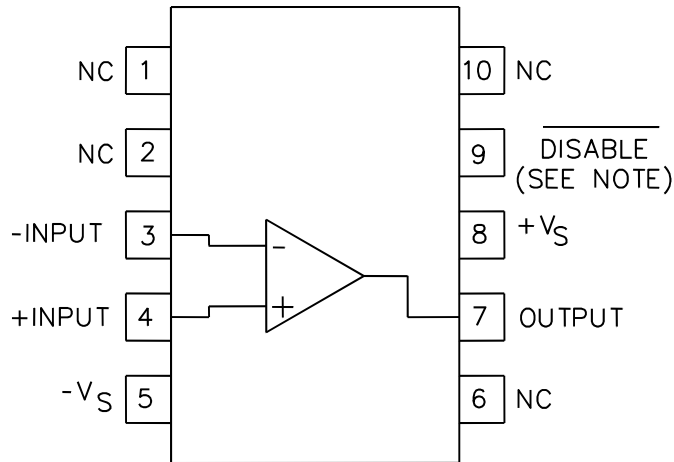 NC 1 10 NC
NC 2 9 DISABLE
(SEE NOTE)
-INPUT 3 - 8 +VS
+INPUT 4 + 7 OUTPUT
-VS 5 6 NC